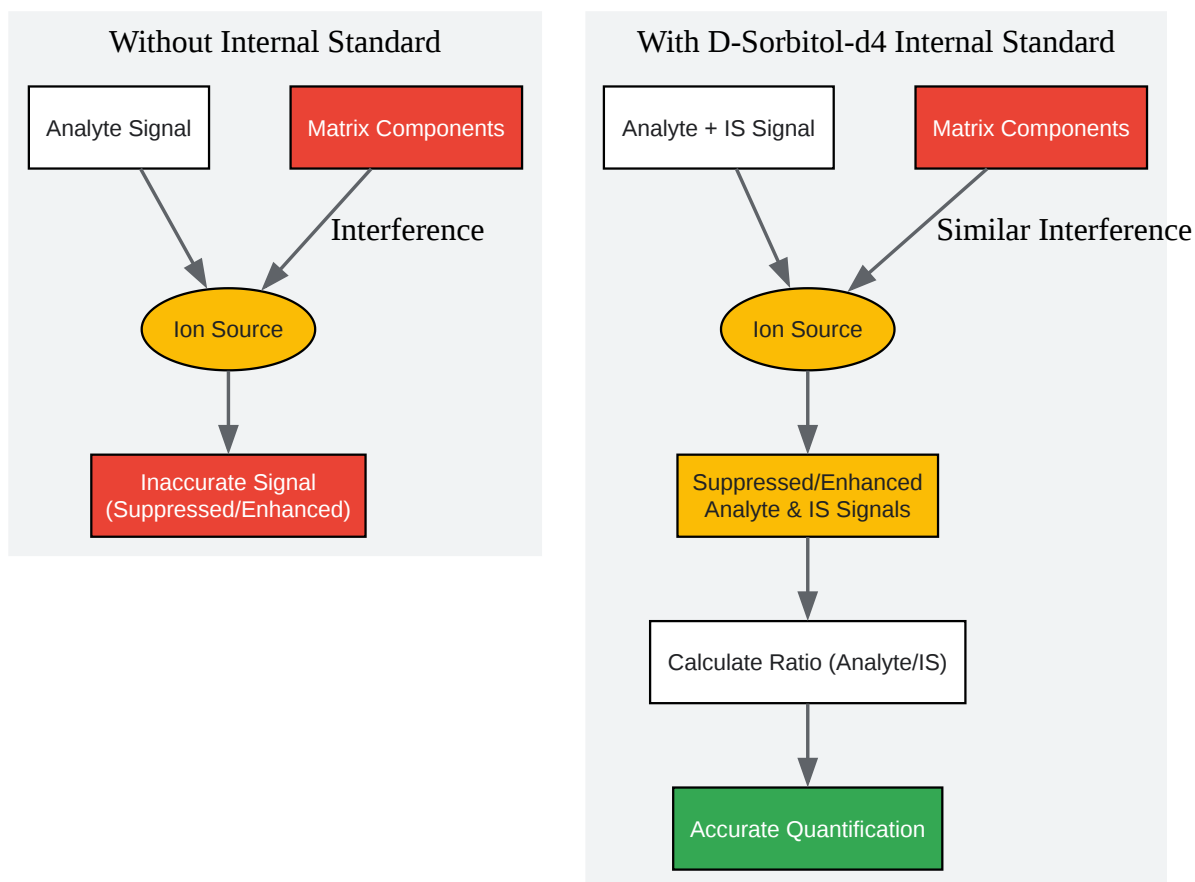 Without Internal Standard
Analyte Signal
Matrix Components
Interference
Ion Source
Inaccurate Signal
(Suppressed/Enhanced)
With D-Sorbitol-d4 Internal Standard
Analyte + IS Signal
Matrix Components
Similar Interference
Ion Source
Suppressed/Enhanced
Analyte & IS Signals
Calculate Ratio (Analyte/IS)
Accurate Quantification